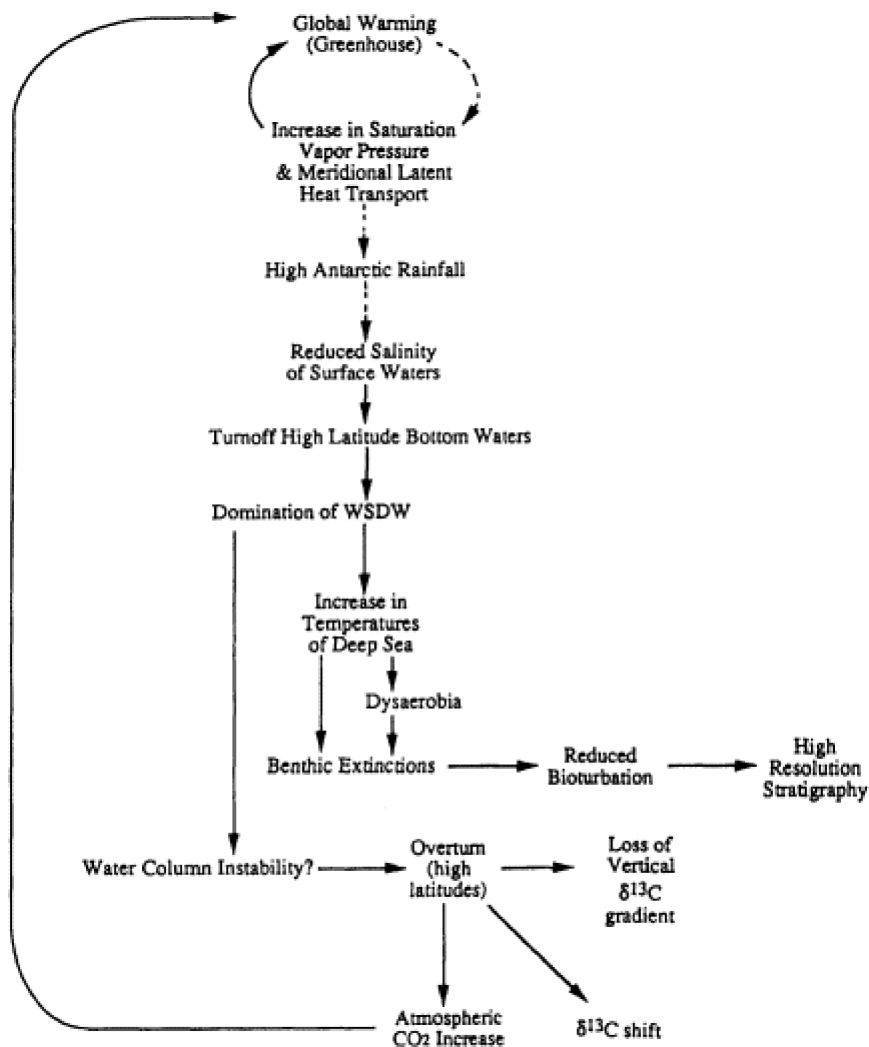 Global Warming
(Greenhouse)
Increase in Saturation
Vapor Pressure
& Meridional Latent
Heat Transport
High Antarctic Rainfall
Reduced Salinity
of Surface Waters
Turnoff High Latitude Bottom Waters
Domination of WSDW
Increase in
Temperatures
of Deep Sea
Dysaerobia
Benthic Extinctions
Reduced
Bioturbation
High
Resolution
Stratigraphy
Water Column Instability?
Overturn
(high
latitudes)
Loss of
Vertical
δ¹³C
gradient
Atmospheric
CO₂ Increase
δ¹³C shift